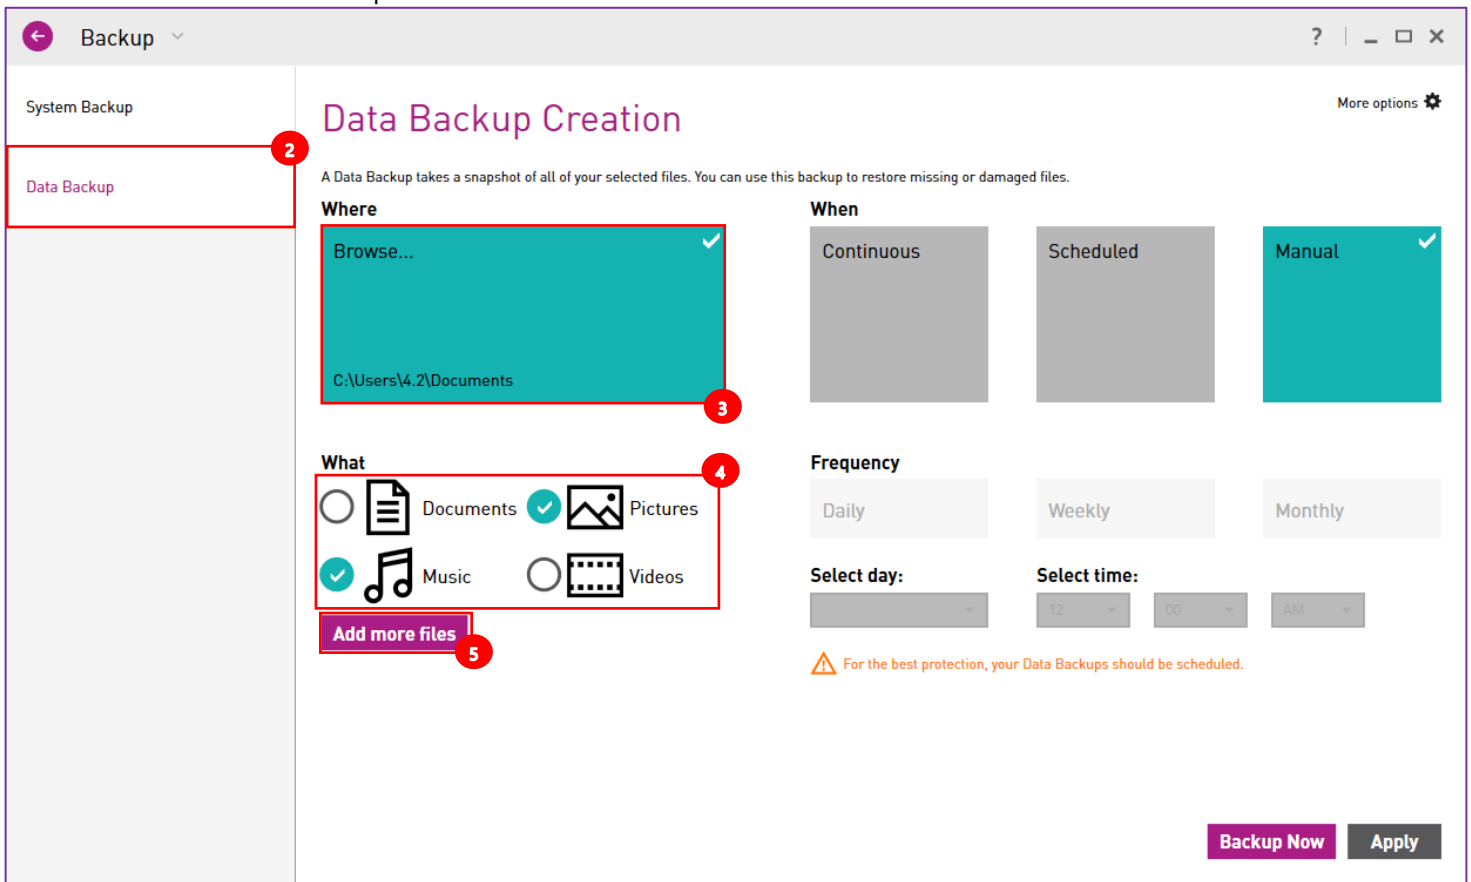 Backup
?
System Backup
More options
Data Backup Creation
2
Data Backup
A Data Backup takes a snapshot of all of your selected files. You can use this backup to restore missing or damaged files.
Where
When
Browse...
Continuous
Scheduled
Manual
C:\Users\4.2\Documents
3
What
4
Frequency
Documents
Pictures
Daily
Weekly
Monthly
Music
Videos
Select day:
Select time:
12
00
AM
Add more files
5
For the best protection, your Data Backups should be scheduled.
Backup Now
Apply